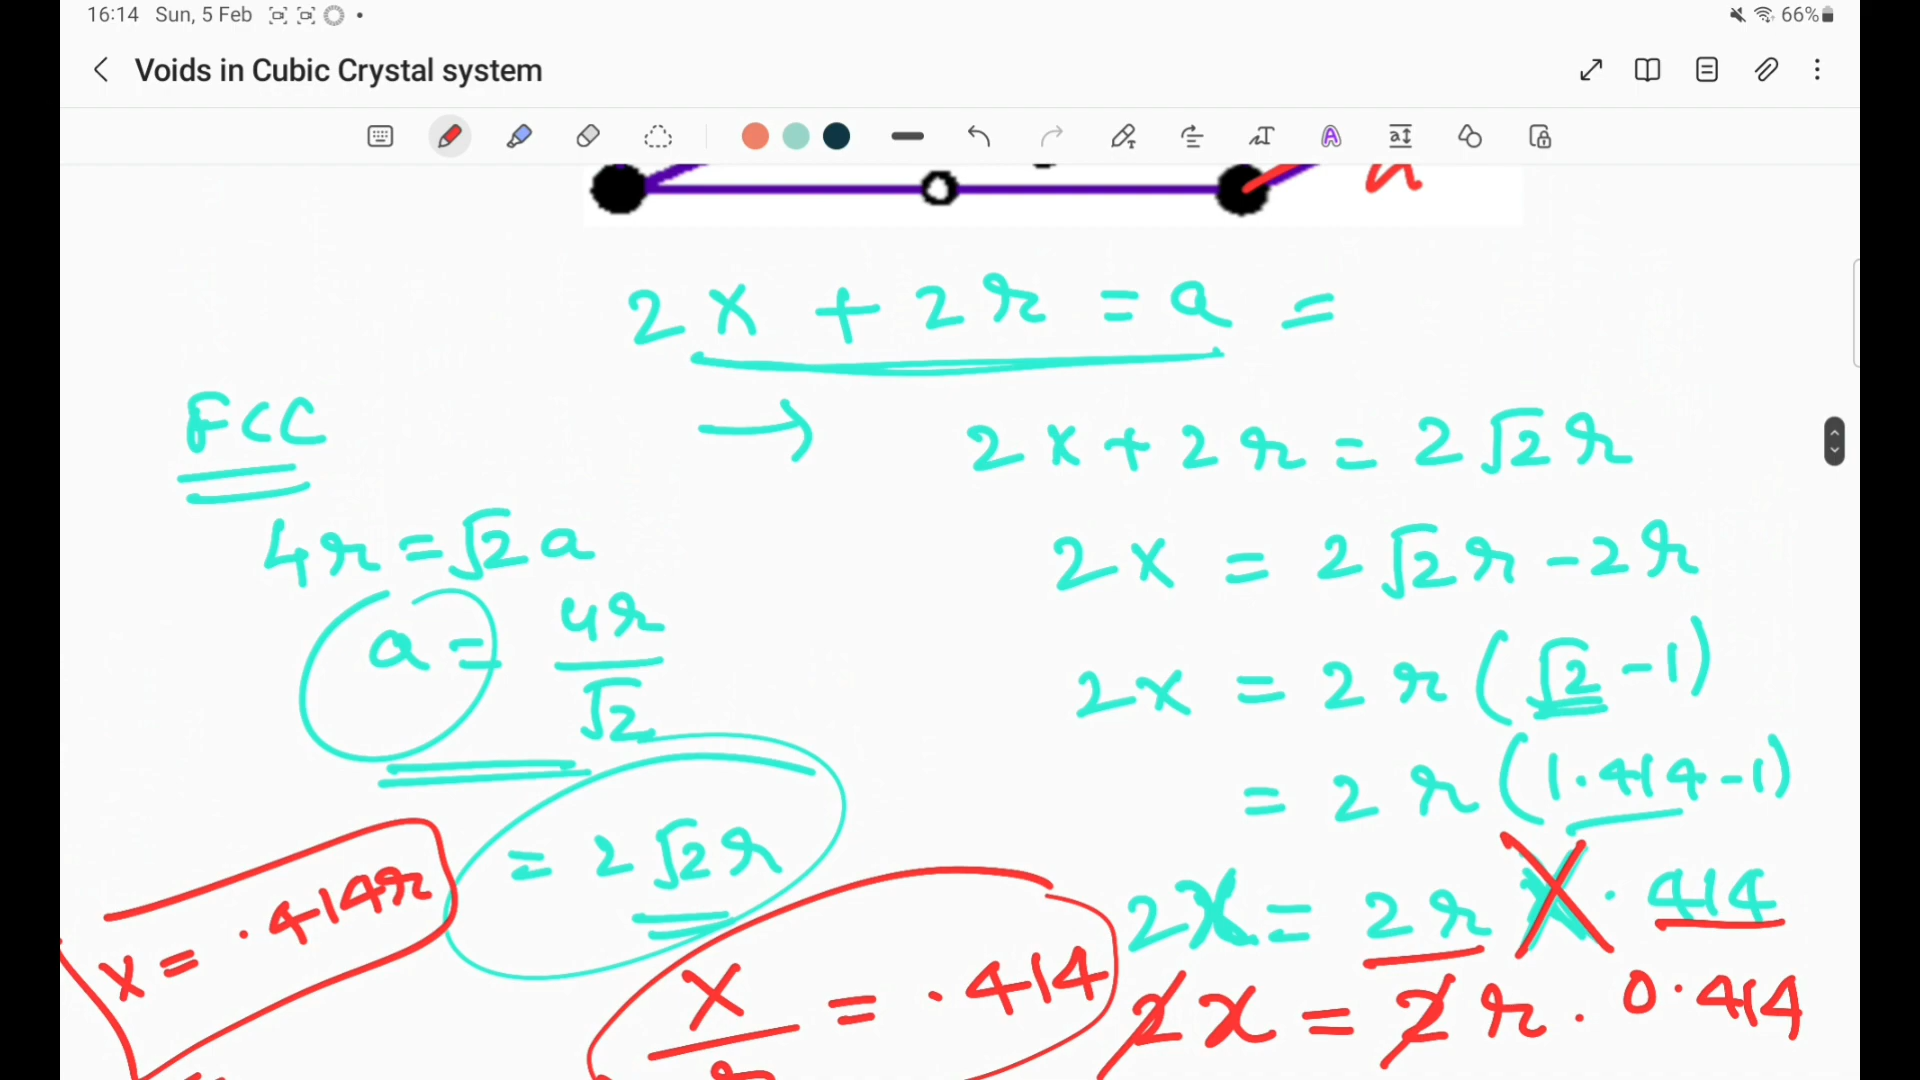 16:14 Sun, 5 Feb
66%
Voids in Cubic Crystal system
2x + 2r = a =
FCC
→ 2x + 2r = 2√2r
4r = √2a
2x = 2√2r - 2r
a = 4r/√2
2x = 2r(√2 - 1)
= 2r(1.414 - 1)
= 2√2r
2x = 2r .414
x = .414r
x/r = .414
2x = 2r . 0.414